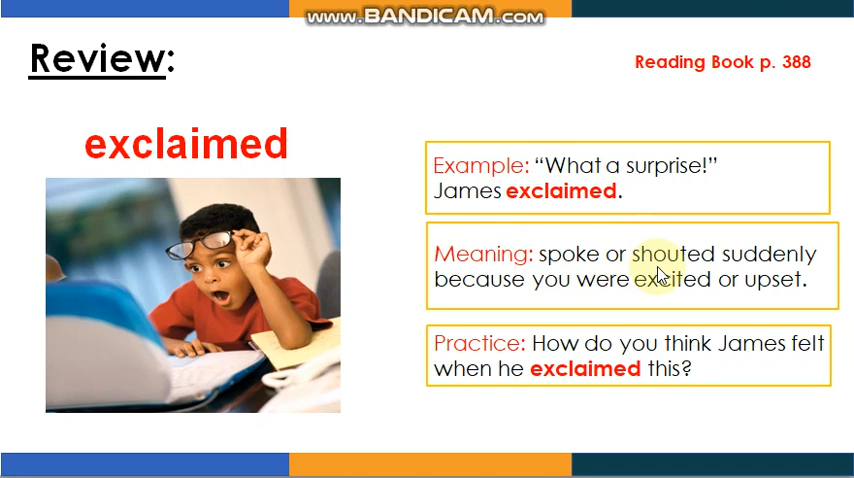 www.BANDICAM.com
Review:
Reading Book p. 388
exclaimed
Example: “What a surprise!”
James exclaimed.
Meaning: spoke or shouted suddenly
because you were excited or upset.
Practice: How do you think James felt
when he exclaimed this?